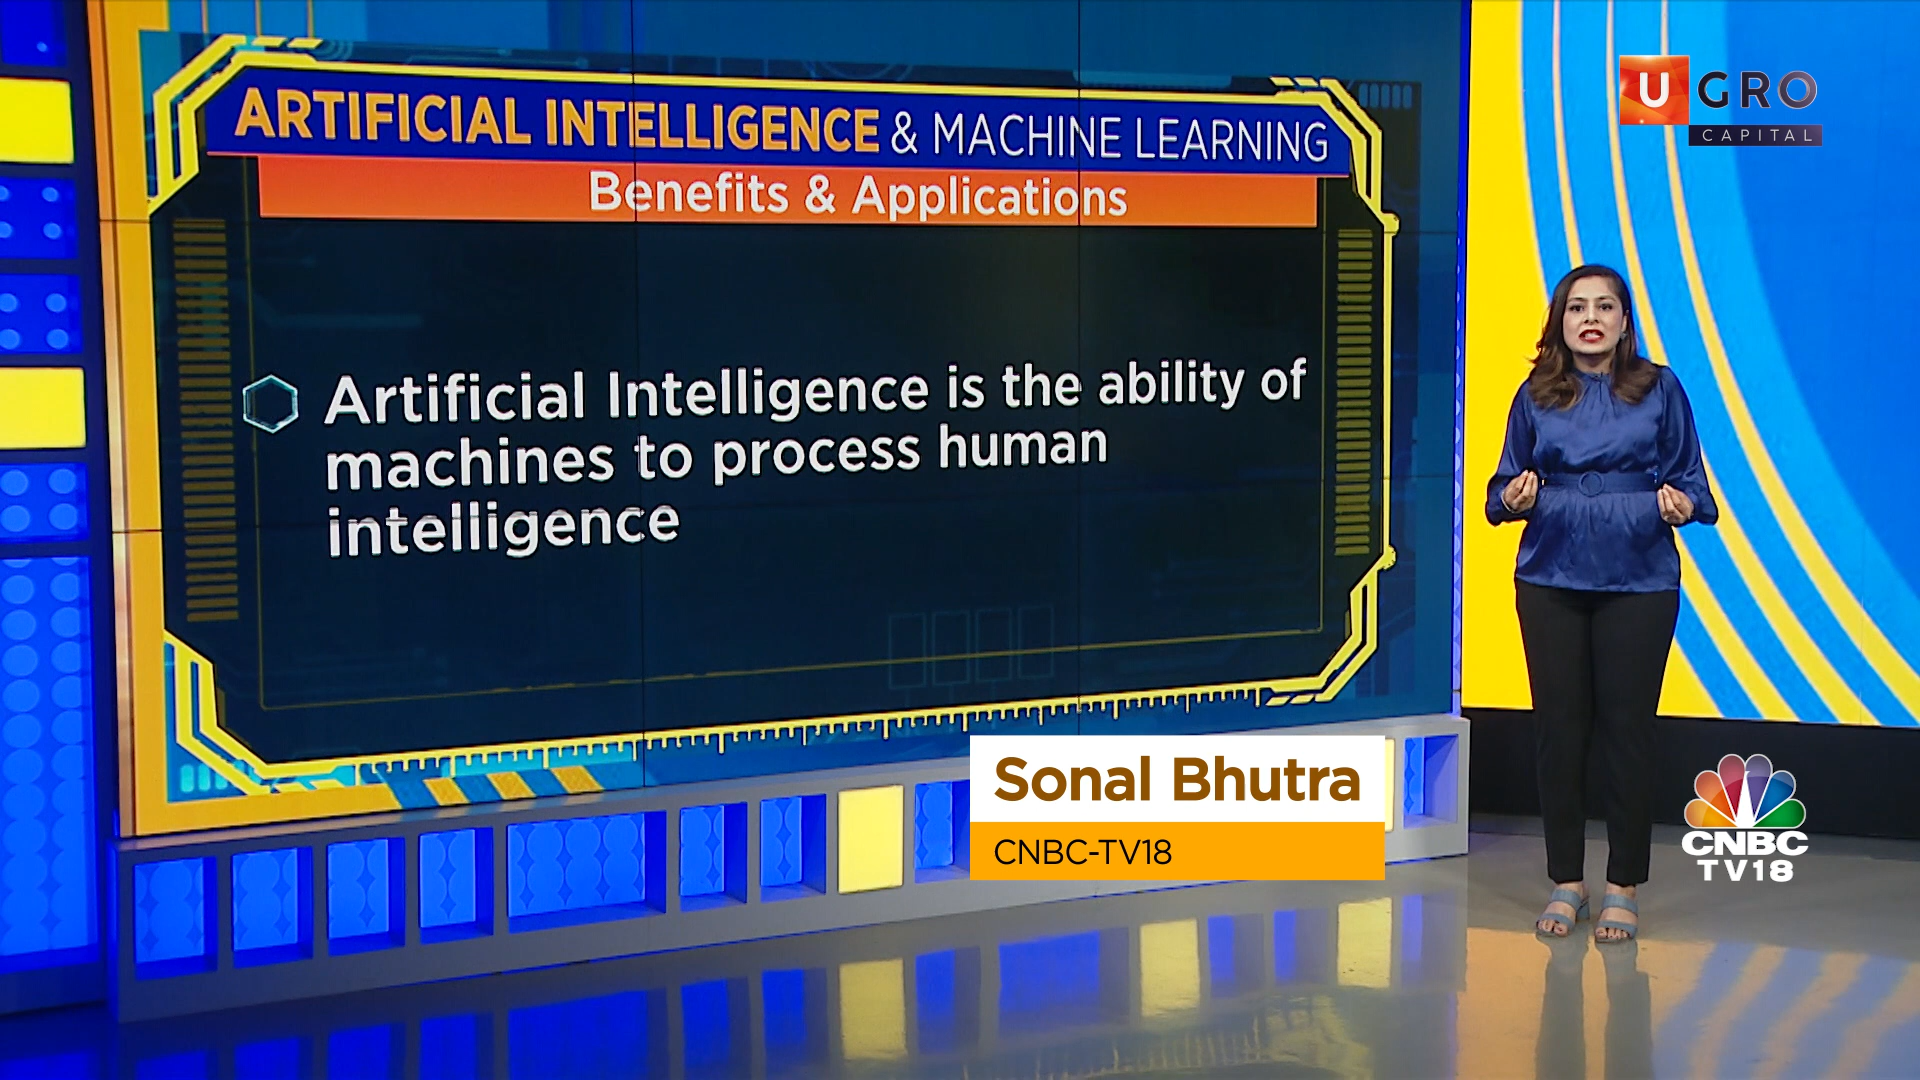 ARTIFICIAL INTELLIGENCE & MACHINE LEARNING
Benefits & Applications
Artificial Intelligence is the ability of
machines to process human
intelligence
U GRO
CAPITAL
Sonal Bhutra
CNBC-TV18
CNBC
TV18